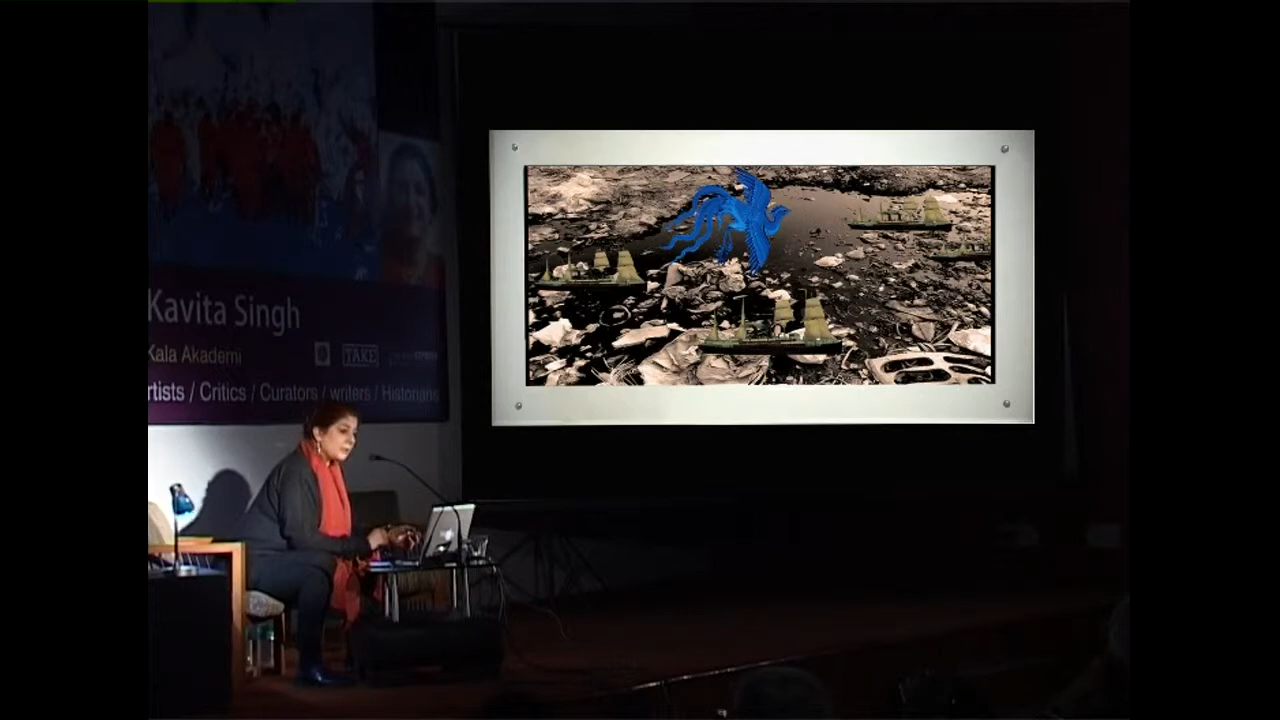 Kavita Singh
Kala Akademi
TAKE
rtists / Critics / Curators / writers / Historians